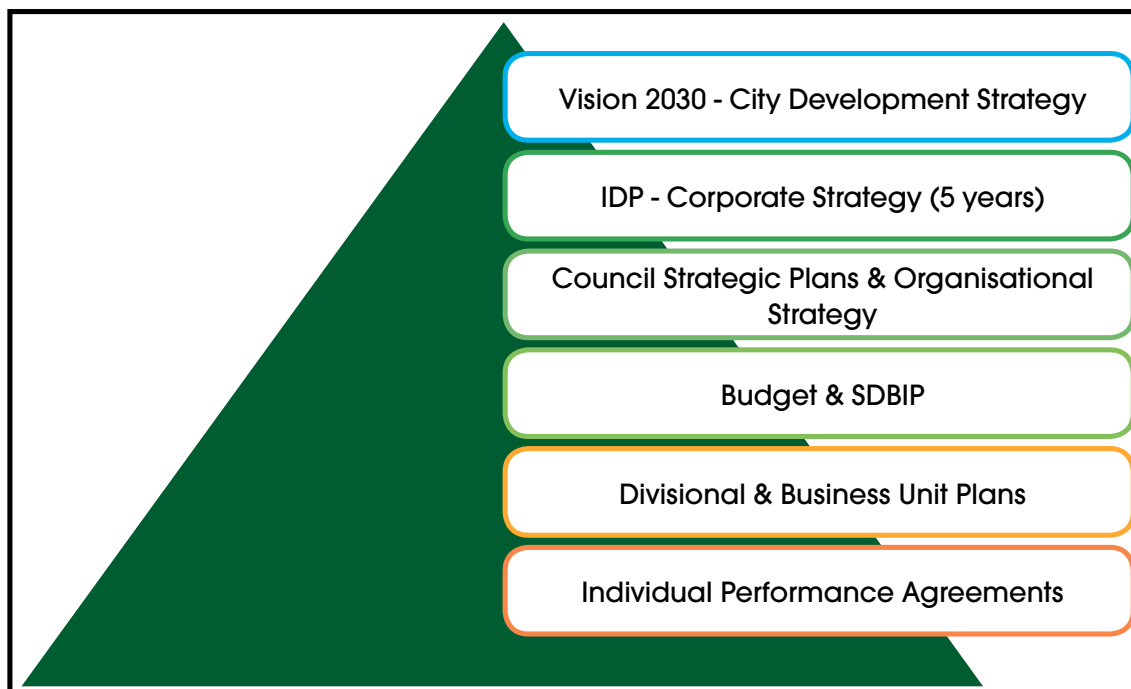 Vision 2030 - City Development Strategy
IDP - Corporate Strategy (5 years)
Council Strategic Plans & Organisational
Strategy
Budget & SDBIP
Divisional & Business Unit Plans
Individual Performance Agreements